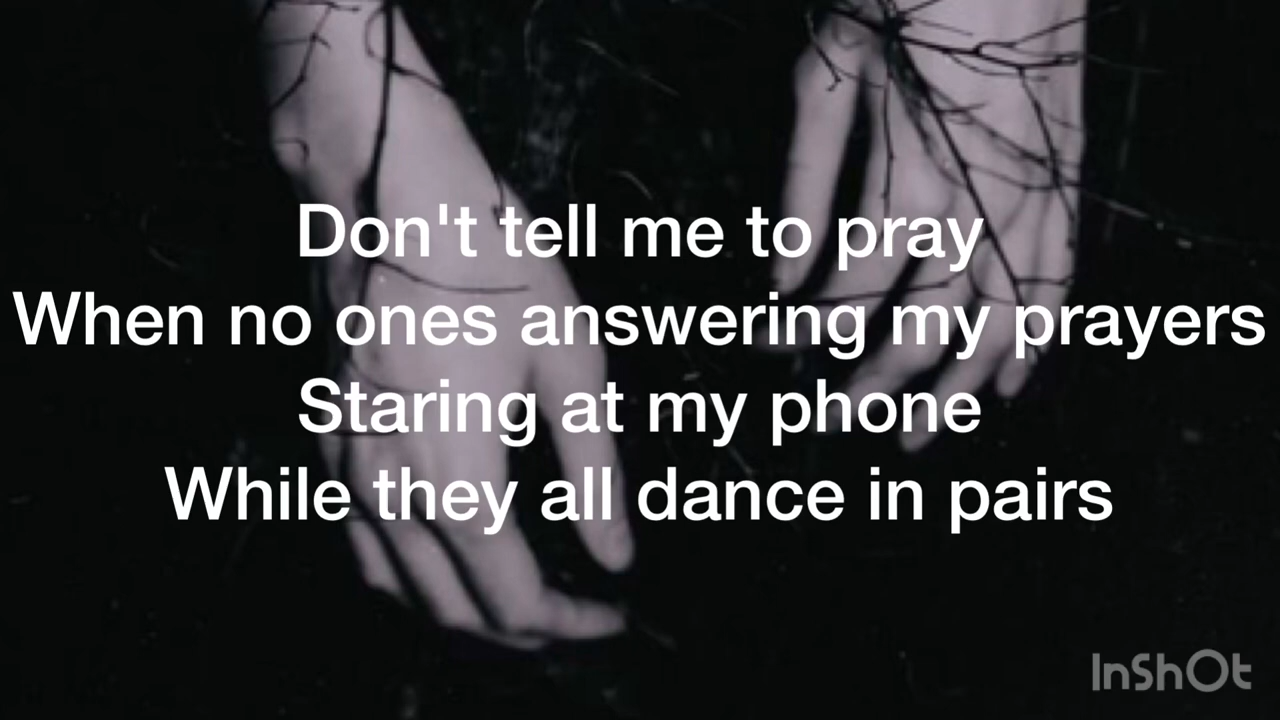 Don't tell me to pray
When no ones answering my prayers
Staring at my phone
While they all dance in pairs
InShOt